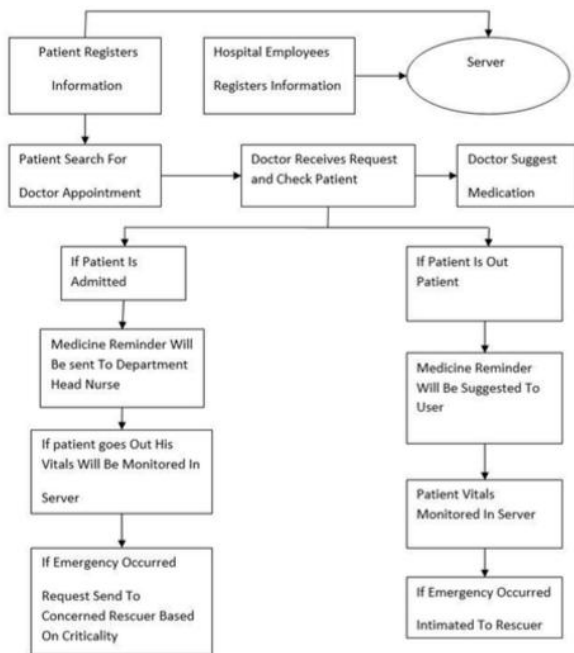 Patient Registers
Information
Hospital Employees
Registers Information
Server
Patient Search For
Doctor Appointment
Doctor Receives Request
and Check Patient
Doctor Suggest
Medication
If Patient Is
Admitted
If Patient Is Out
Patient
Medicine Reminder Will
Be sent To Department
Head Nurse
Medicine Reminder
Will Be Suggested To
User
If patient goes Out His
Vitals Will Be Monitored In
Server
Patient Vitals
Monitored In Server
If Emergency Occurred
Request Send To
Concerned Rescuer Based
On Criticality
If Emergency Occurred
Intimated To Rescuer